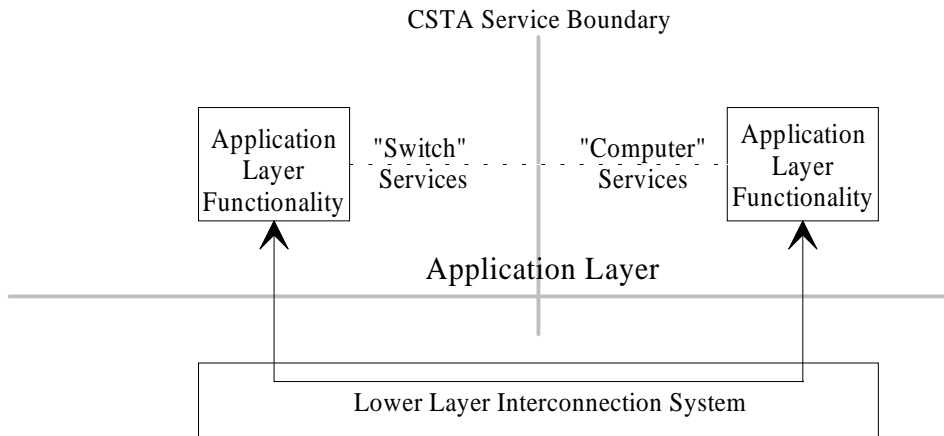 CSTA Service Boundary
Application
Layer
Functionality
"Switch"
Services
"Computer"
Services
Application
Layer
Functionality
Application Layer
Lower Layer Interconnection System